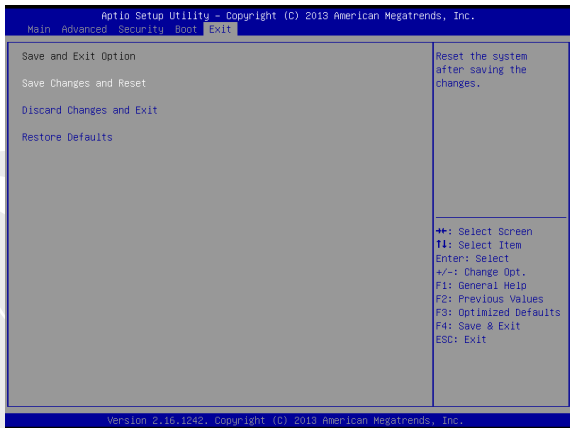 Aptio Setup Utility – Copyright (C) 2013 American Megatrends, Inc.
Main Advanced Security Boot Exit
Save and Exit Option
Save Changes and Reset
Discard Changes and Exit
Restore Defaults
Reset the system
after saving the
changes.
→←: Select Screen
↑↓: Select Item
Enter: Select
+/-: Change Opt.
F1: General Help
F2: Previous Values
F3: Optimized Defaults
F4: Save & Exit
ESC: Exit
Version 2.16.1242. Copyright (C) 2013 American Megatrends, Inc.